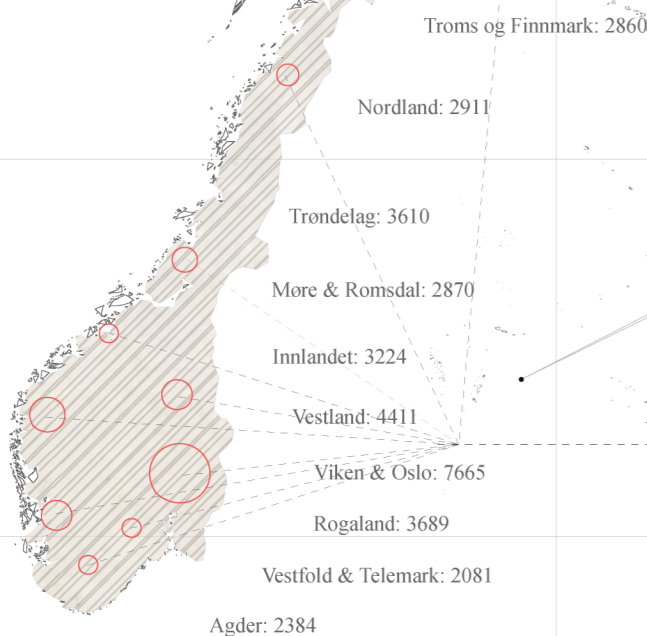 Troms og Finnmark: 2860
Nordland: 2911
Trøndelag: 3610
Møre & Romsdal: 2870
Innlandet: 3224
Vestland: 4411
Viken & Oslo: 7665
Rogaland: 3689
Vestfold & Telemark: 2081
Agder: 2384